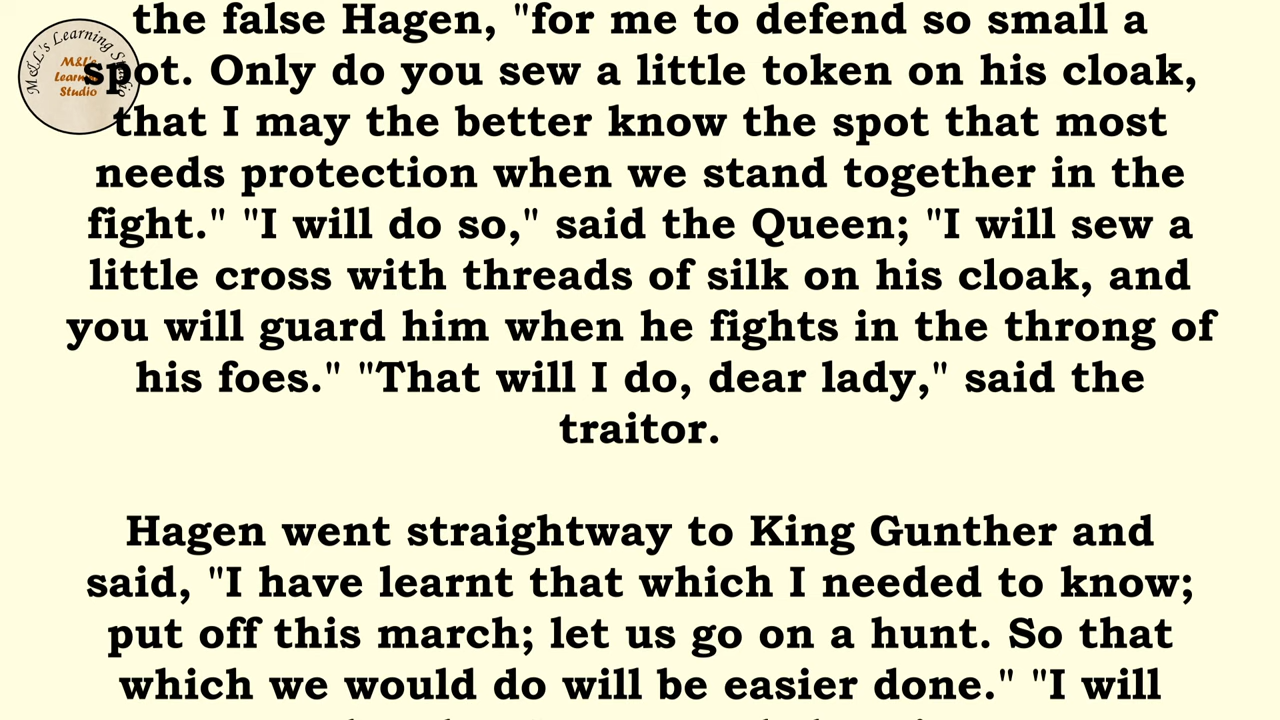 the false Hagen, "for me to defend so small a
spot. Only do you sew a little token on his cloak,
that I may the better know the spot that most
needs protection when we stand together in the
fight." "I will do so," said the Queen; "I will sew a
little cross with threads of silk on his cloak, and
you will guard him when he fights in the throng of
his foes." "That will I do, dear lady," said the
traitor.
Hagen went straightway to King Gunther and
said, "I have learnt that which I needed to know;
put off this march; let us go on a hunt. So that
which we would do will be easier done." "I will
M&L's Learning Studio
M&L's
Learning
Studio